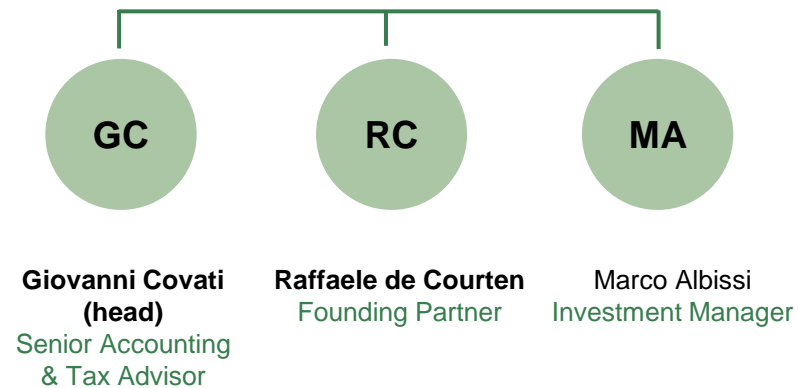 GC
RC
MA
Giovanni Covati
(head)
Senior Accounting
& Tax Advisor
Raffaele de Courten
Founding Partner
Marco Albissi
Investment Manager